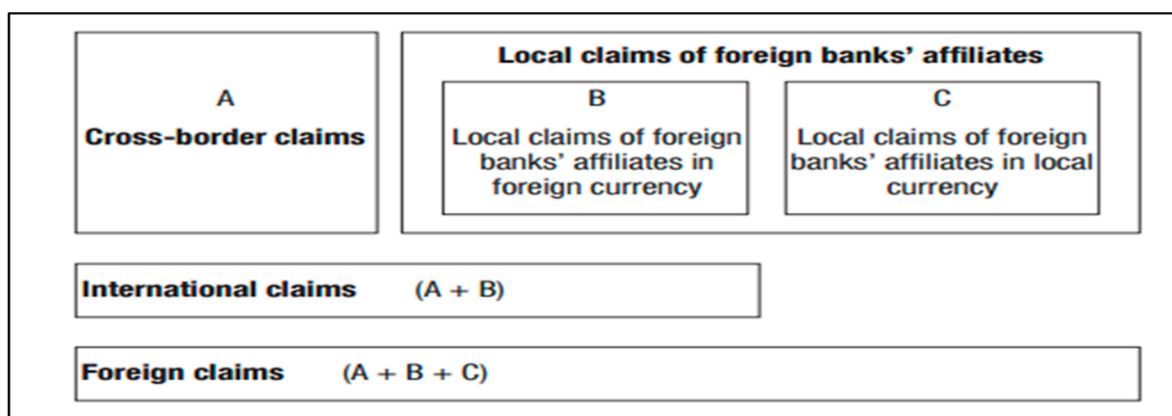 A
Cross-border claims
Local claims of foreign banks' affiliates
B
Local claims of foreign
banks' affiliates in
foreign currency
C
Local claims of foreign
banks' affiliates in local
currency
International claims (A + B)
Foreign claims (A + B + C)